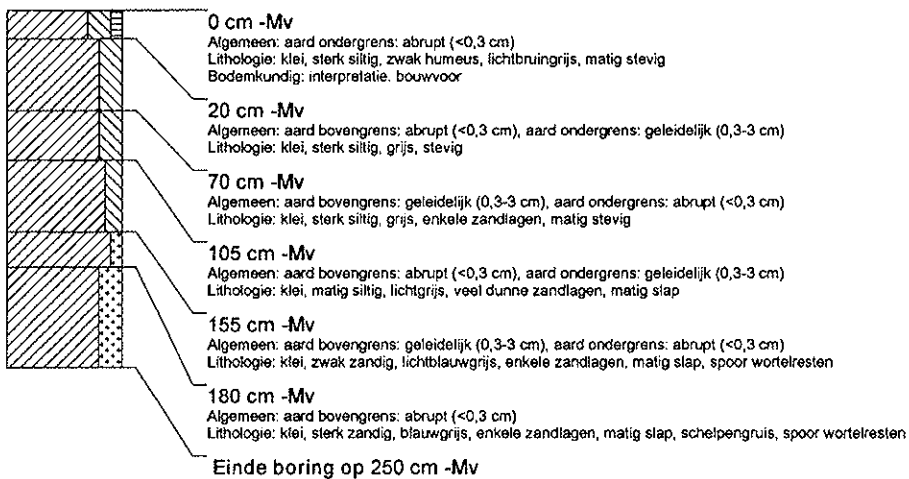 0 cm -Mv
Algemeen: aard ondergrens: abrupt (<0,3 cm)
Lithologie: klei, sterk siltig, zwak humeus, lichtbruingrijs, matig stevig
Bodemkundig: interpretatie. bouwvoor
20 cm -Mv
Algemeen: aard bovengrens: abrupt (<0,3 cm), aard ondergrens: geleidelijk (0,3-3 cm)
Lithologie: klei, sterk siltig, grijs, stevig
70 cm -Mv
Algemeen: aard bovengrens: geleidelijk (0,3-3 cm), aard ondergrens: abrupt (<0,3 cm)
Lithologie: klei, sterk siltig, grijs, enkele zandlagen, matig stevig
105 cm -Mv
Algemeen: aard bovengrens: abrupt (<0,3 cm), aard ondergrens: geleidelijk (0,3-3 cm)
Lithologie: klei, matig siltig, lichtgrijs, veel dunne zandlagen, matig slap
155 cm -Mv
Algemeen: aard bovengrens: geleidelijk (0,3-3 cm), aard ondergrens: abrupt (<0,3 cm)
Lithologie: klei, zwak zandig, lichtblauwgrijs, enkele zandlagen, matig slap, spoor wortelresten
180 cm -Mv
Algemeen: aard bovengrens: abrupt (<0,3 cm)
Lithologie: klei, sterk zandig, blauwgrijs, enkele zandlagen, matig slap, schelpengruis, spoor wortelresten
Einde boring op 250 cm -Mv